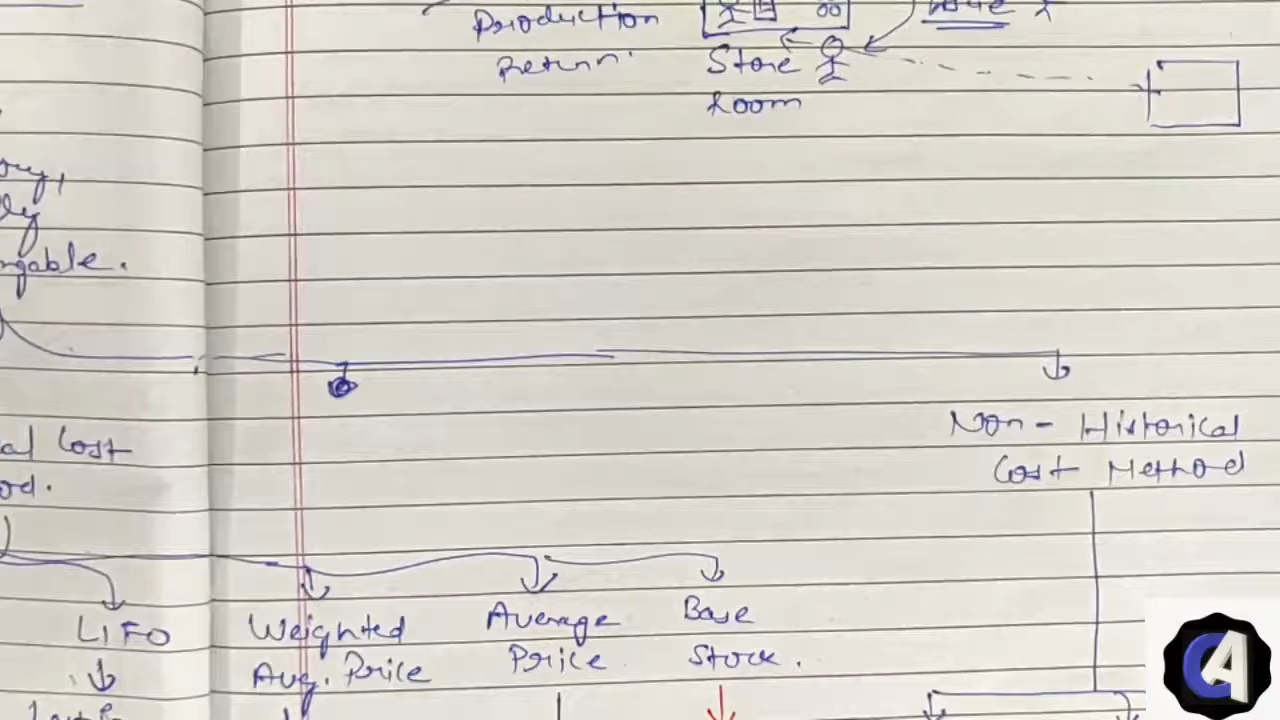 Production
Return
Store
Room
al Cost
od.
Non - Historical
Cost Method
LIFO
Weighted
Avg. Price
Average
Price
Base
Stock.
CA